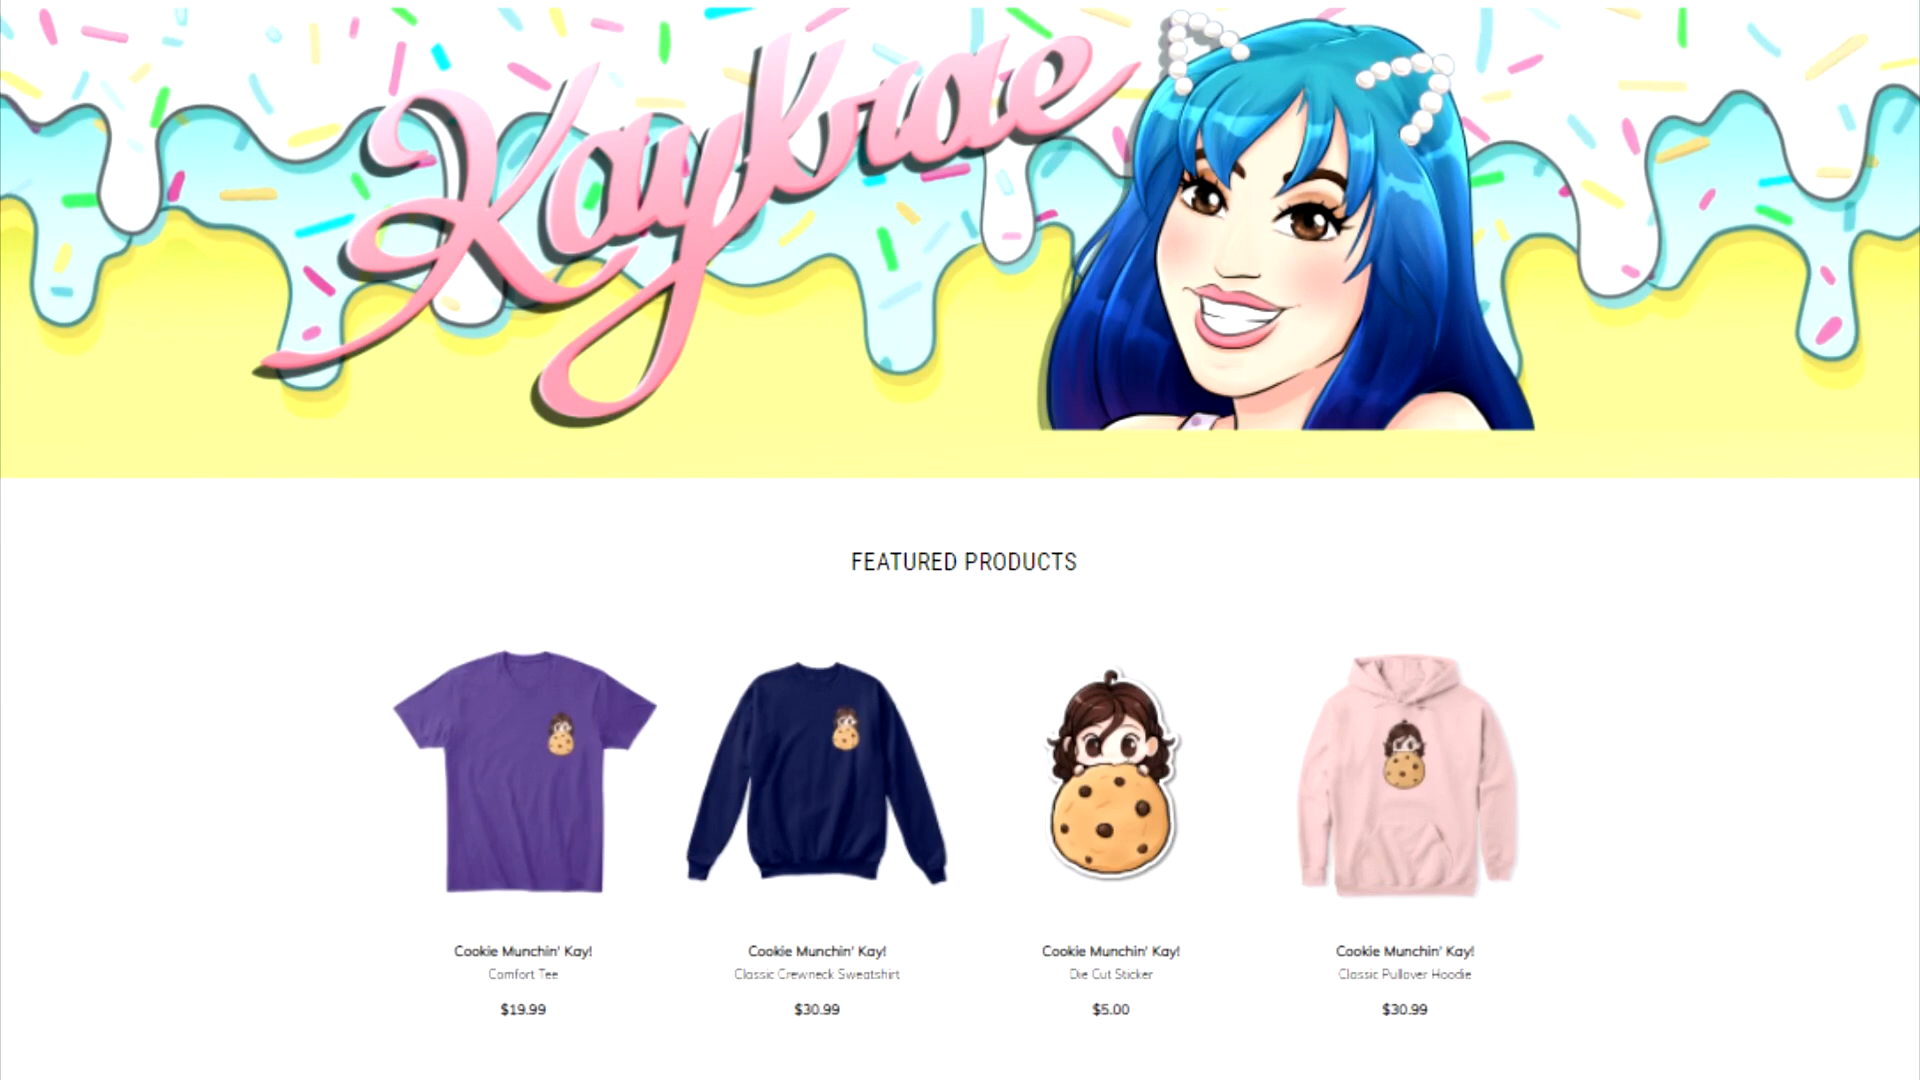 Kaybrae
FEATURED PRODUCTS
Cookie Munchin' Kay!
Comfort Tee
$19.99
Cookie Munchin' Kay!
Classic Crewneck Sweatshirt
$30.99
Cookie Munchin' Kay!
Die Cut Sticker
$5.00
Cookie Munchin' Kay!
Classic Pullover Hoodie
$30.99